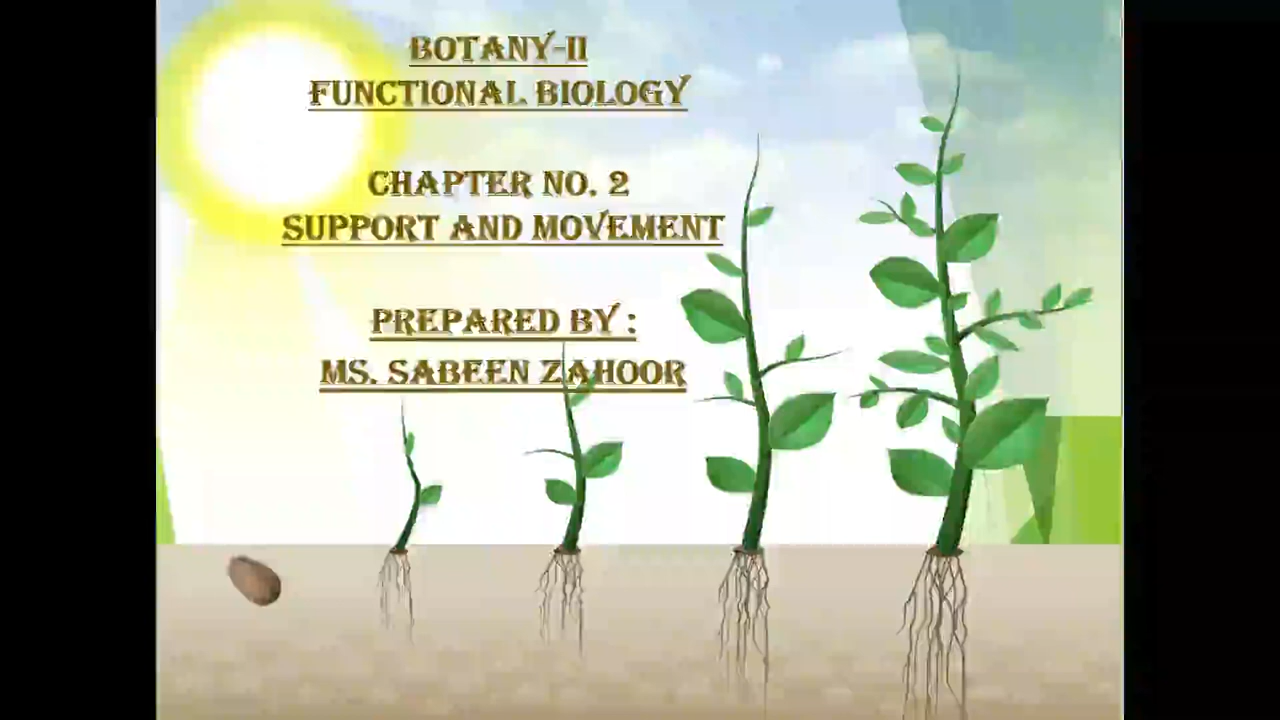 BOTANY-II
FUNCTIONAL BIOLOGY
CHAPTER NO. 2
SUPPORT AND MOVEMENT
PREPARED BY :
MS. SABEEN ZAHOOR